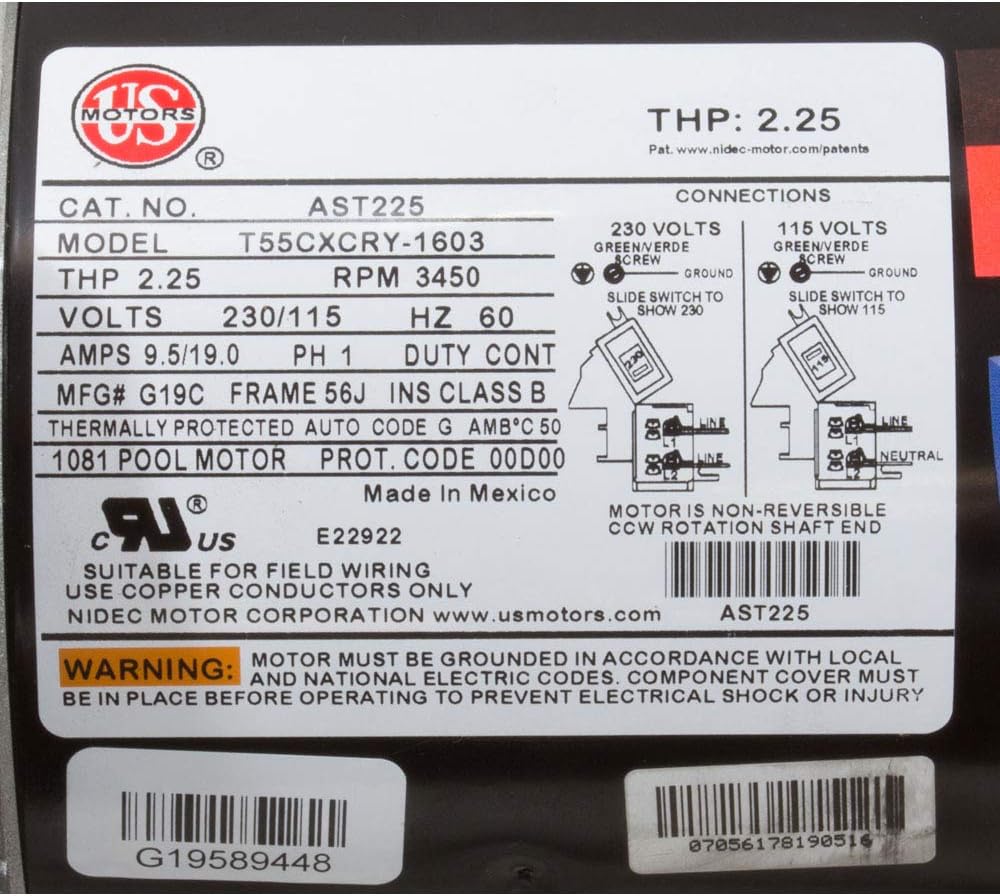 US
MOTORS
®
THP: 2.25
Pat. www.nidec-motor.com/patents
CAT. NO. AST225
MODEL T55CXCRY-1603
THP 2.25 RPM 3450
VOLTS 230/115 HZ 60
AMPS 9.5/19.0 PH 1 DUTY CONT
MFG# G19C FRAME 56J INS CLASS B
THERMALLY PROTECTED AUTO CODE G AMB°C 50
1081 POOL MOTOR PROT. CODE 00D00
Made In Mexico
C RU ® US E22922
SUITABLE FOR FIELD WIRING
USE COPPER CONDUCTORS ONLY
NIDEC MOTOR CORPORATION www.usmotors.com
CONNECTIONS
230 VOLTS
GREEN/VERDE
SCREW
GROUND
SLIDE SWITCH TO
SHOW 230
230
LINE
L1
LINE
L2
115 VOLTS
GREEN/VERDE
SCREW
GROUND
SLIDE SWITCH TO
SHOW 115
115
LINE
L1
NEUTRAL
L2
MOTOR IS NON-REVERSIBLE
CCW ROTATION SHAFT END
AST225
WARNING: MOTOR MUST BE GROUNDED IN ACCORDANCE WITH LOCAL
AND NATIONAL ELECTRIC CODES. COMPONENT COVER MUST
BE IN PLACE BEFORE OPERATING TO PREVENT ELECTRICAL SHOCK OR INJURY
G19589448
07056178190516